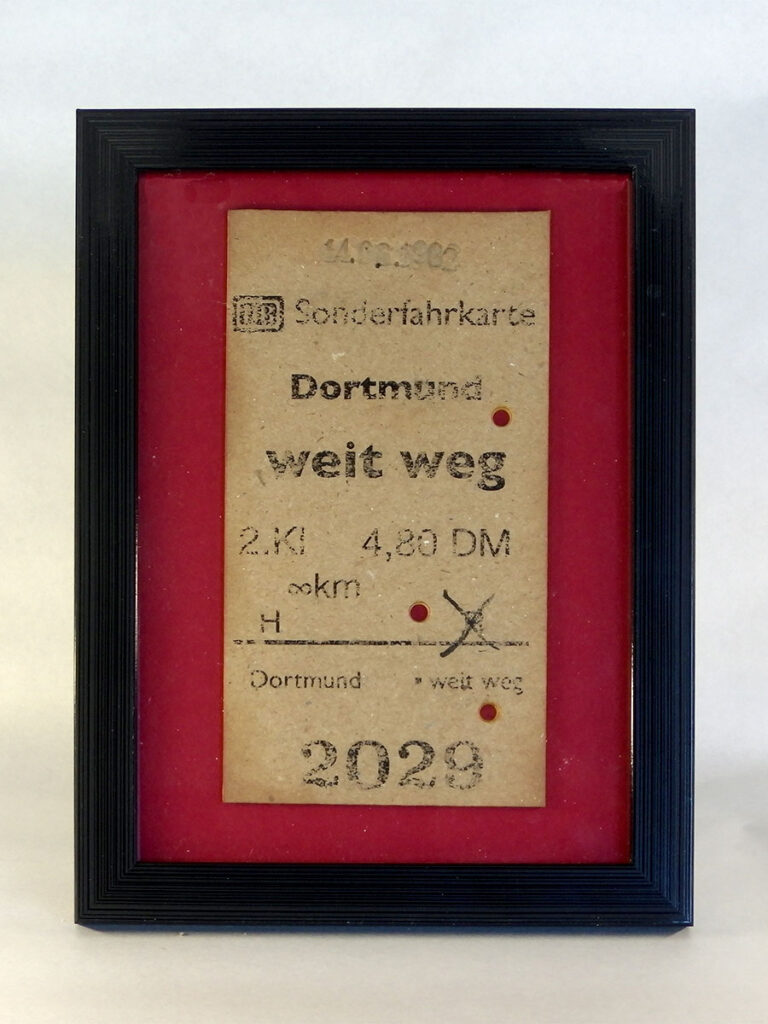 DB Sonderfahrkarte
Dortmund
weit weg
2.Kl 4,80 DM
∞km
H
Dortmund weit weg
2029